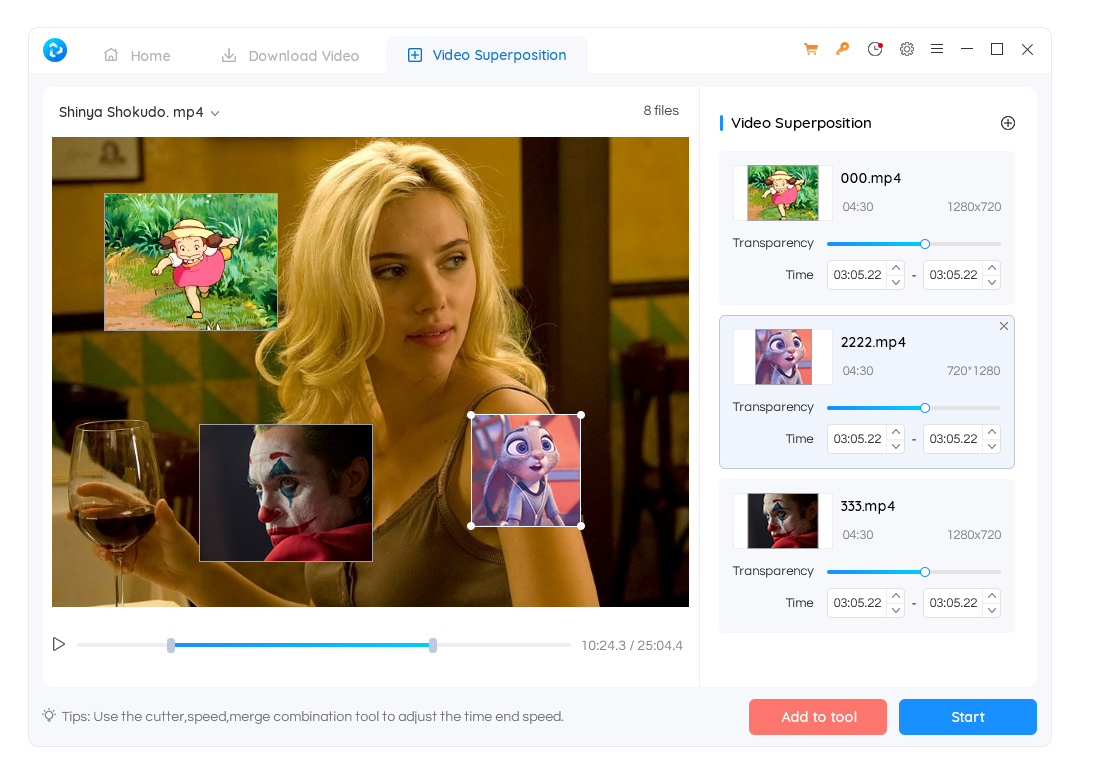 Home
Download Video
Video Superposition
Shinya Shokudo. mp4
8 files
Video Superposition
000.mp4
04:30
1280x720
Transparency
Time
03:05.22 - 03:05.22
2222.mp4
04:30
720*1280
Transparency
Time
03:05.22 - 03:05.22
333.mp4
04:30
1280x720
Transparency
Time
03:05.22 - 03:05.22
10:24.3 / 25:04.4
Tips: Use the cutter,speed,merge combination tool to adjust the time end speed.
Add to tool
Start